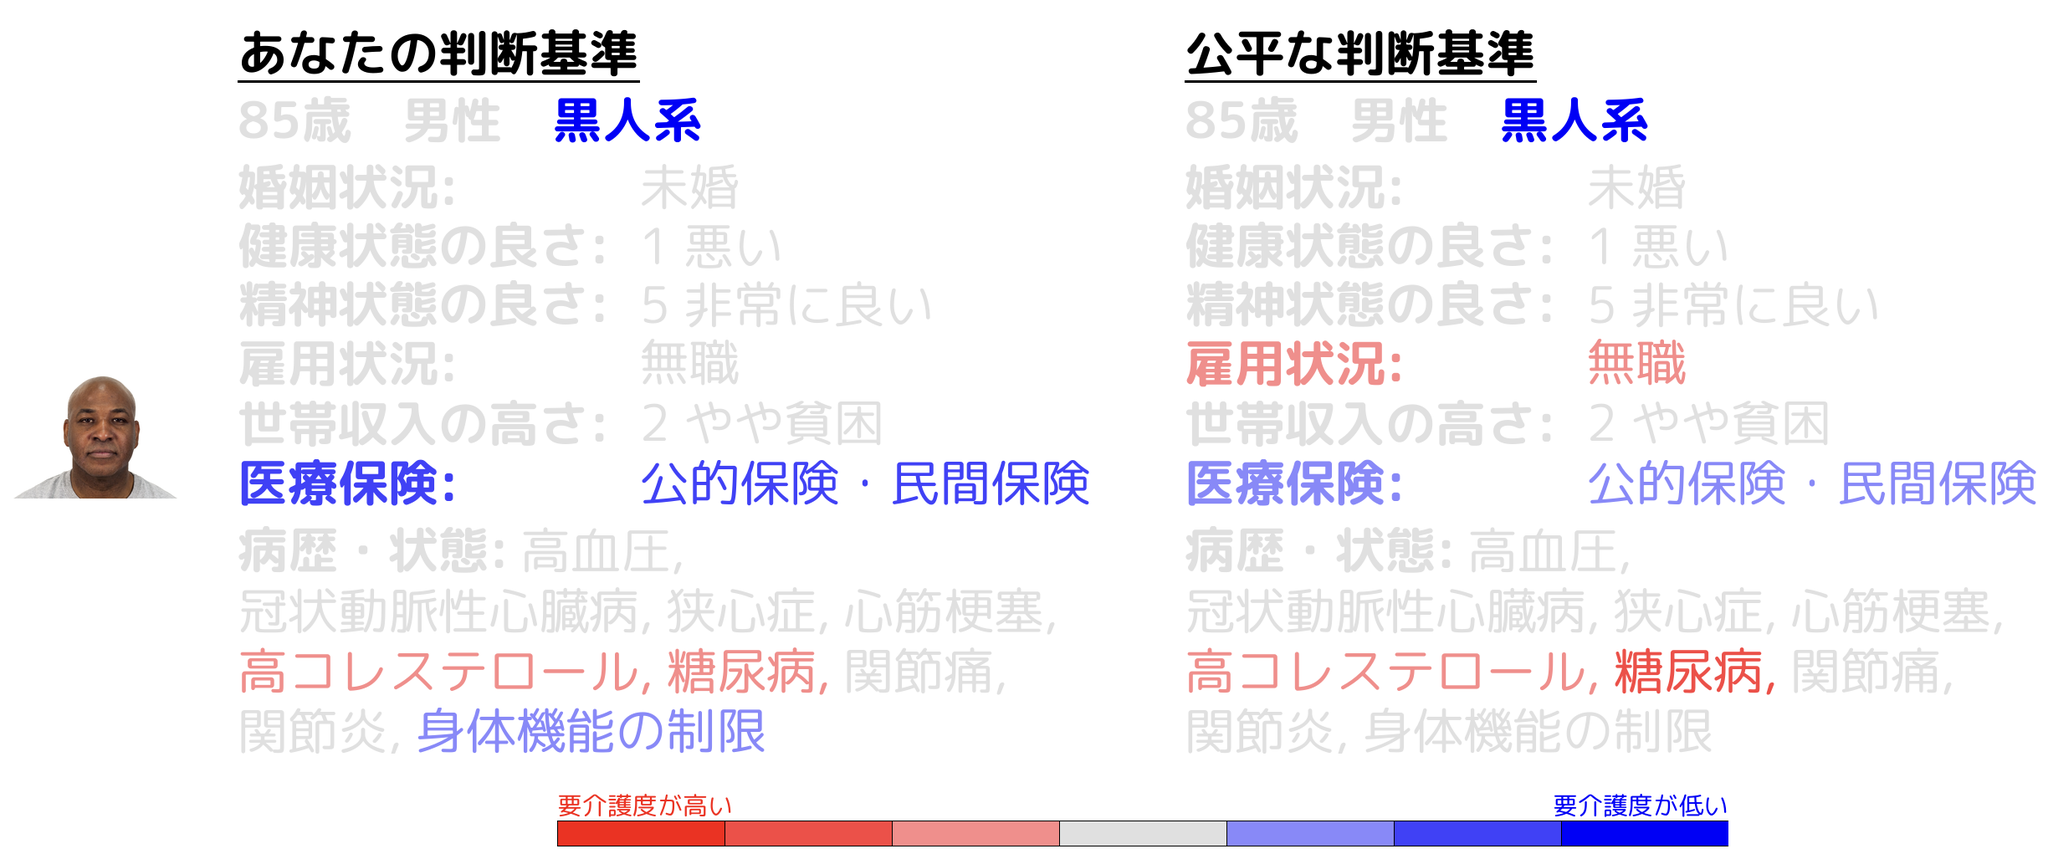 あなたの判断基準
85歳　男性　黒人系
婚姻状況: 未婚
健康状態の良さ: 1 悪い
精神状態の良さ: 5 非常に良い
雇用状況: 無職
世帯収入の高さ: 2 やや貧困
医療保険: 公的保険・民間保険
病歴・状態: 高血圧,
冠状動脈性心臓病, 狭心症, 心筋梗塞,
高コレステロール, 糖尿病, 関節痛,
関節炎, 身体機能の制限
公平な判断基準
85歳　男性　黒人系
婚姻状況: 未婚
健康状態の良さ: 1 悪い
精神状態の良さ: 5 非常に良い
雇用状況: 無職
世帯収入の高さ: 2 やや貧困
医療保険: 公的保険・民間保険
病歴・状態: 高血圧,
冠状動脈性心臓病, 狭心症, 心筋梗塞,
高コレステロール, 糖尿病, 関節痛,
関節炎, 身体機能の制限
要介護度が高い
要介護度が低い